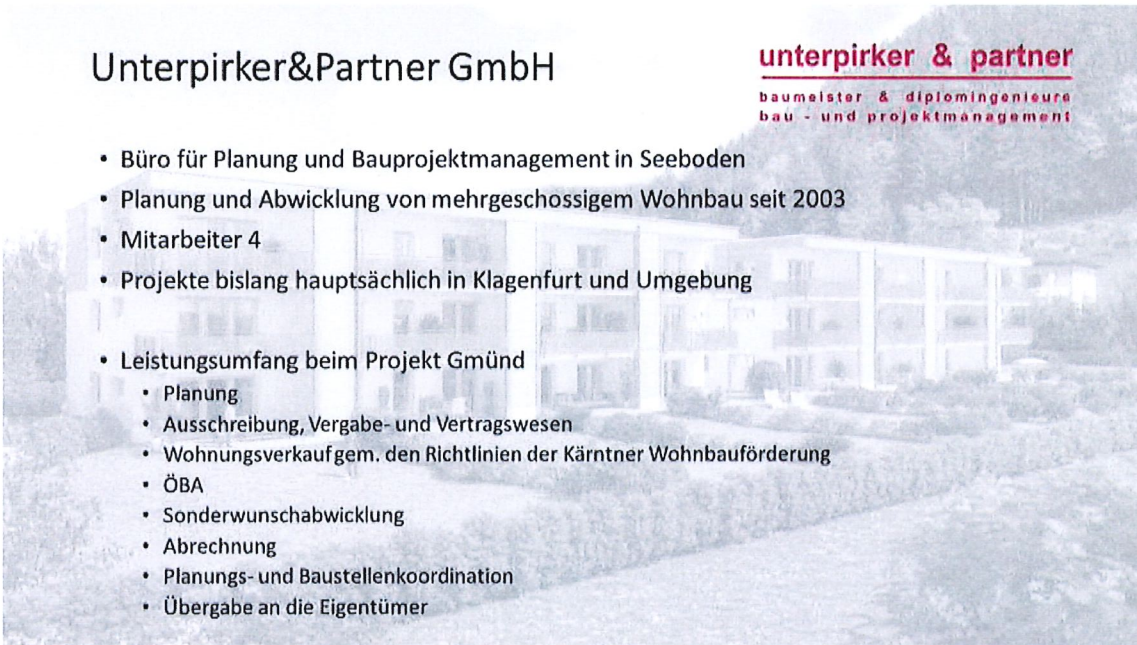 Unterpirker&Partner GmbH
unterpirker & partner
baumeister & diplomingenieure
bau - und projektmanagement
• Büro für Planung und Bauprojektmanagement in Seeboden
• Planung und Abwicklung von mehrgeschossigem Wohnbau seit 2003
• Mitarbeiter 4
• Projekte bislang hauptsächlich in Klagenfurt und Umgebung
• Leistungsumfang beim Projekt Gmünd
• Planung
• Ausschreibung, Vergabe- und Vertragswesen
• Wohnungsverkauf gem. den Richtlinien der Kärntner Wohnbauförderung
• ÖBA
• Sonderwunschabwicklung
• Abrechnung
• Planungs- und Baustellenkoordination
• Übergabe an die Eigentümer